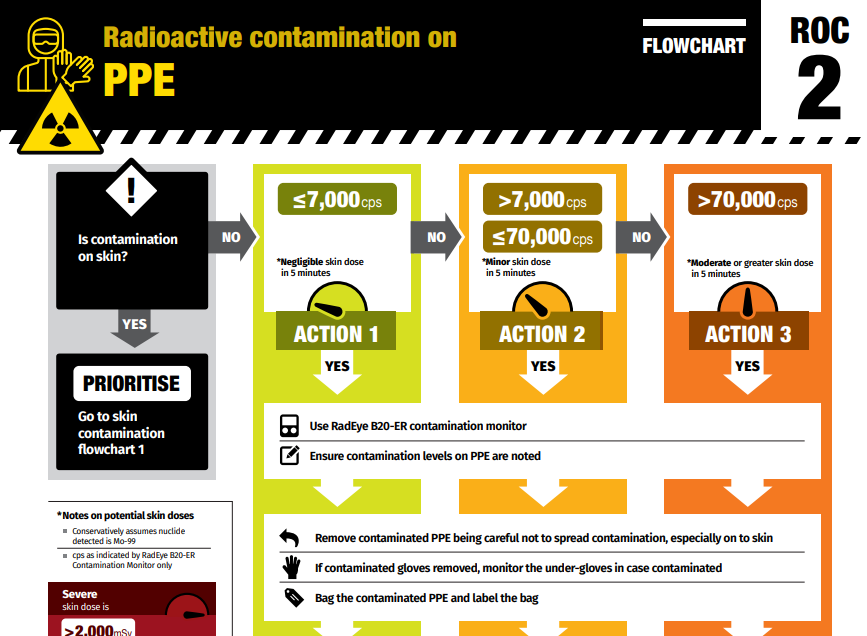 Radioactive contamination on
PPE
FLOWCHART
ROC
2
!
Is contamination
on skin?
NO
YES
PRIORITISE
Go to skin
contamination
flowchart 1
≤7,000cps
*Negligible skin dose
in 5 minutes
ACTION 1
YES
NO
>7,000cps
≤70,000cps
*Minor skin dose
in 5 minutes
ACTION 2
YES
NO
>70,000cps
*Moderate or greater skin dose
in 5 minutes
ACTION 3
YES
Use RadEye B20-ER contamination monitor
Ensure contamination levels on PPE are noted
Remove contaminated PPE being careful not to spread contamination, especially on to skin
If contaminated gloves removed, monitor the under-gloves in case contaminated
Bag the contaminated PPE and label the bag
*Notes on potential skin doses
Conservatively assumes nuclide
detected is Mo-99
cps as indicated by RadEye B20-ER
Contamination Monitor only
Severe
skin dose is
>2,000mSv